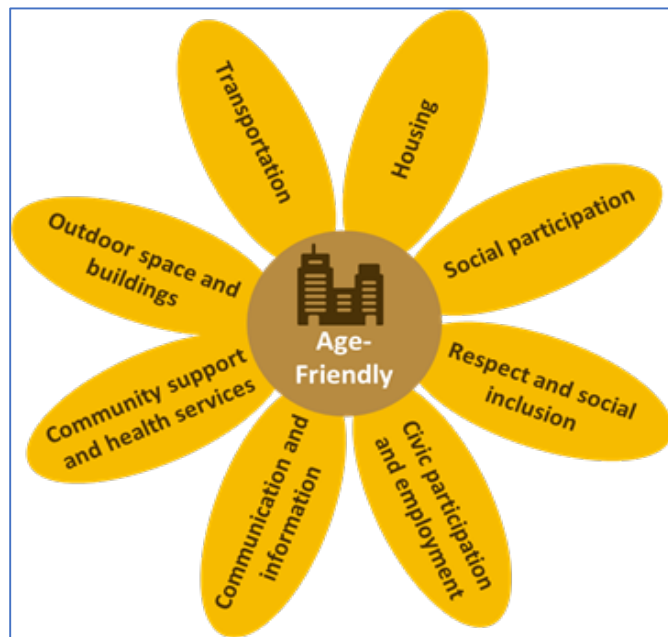 Transportation
Housing
Social participation
Respect and social
inclusion
Civic participation
and employment
Communication and
information
Community support
and health services
Outdoor space and
buildings
Age-
Friendly